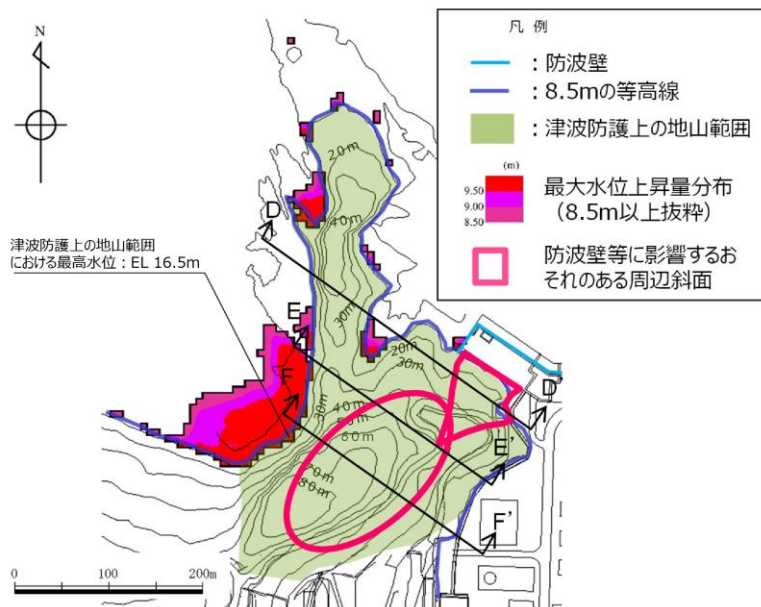 N
凡 例
：防波壁
：8.5mの等高線
：津波防護上の地山範囲
(m)
9.50
9.00
8.50
最大水位上昇量分布
（8.5m以上抜粋）
防波壁等に影響するお
それのある周辺斜面
津波防護上の地山範囲
における最高水位：EL 16.5m
D
E
F
20m
40m
30m
20m
30m
30m
40m
60m
70m
80m
D
E'
F'
0 100 200m